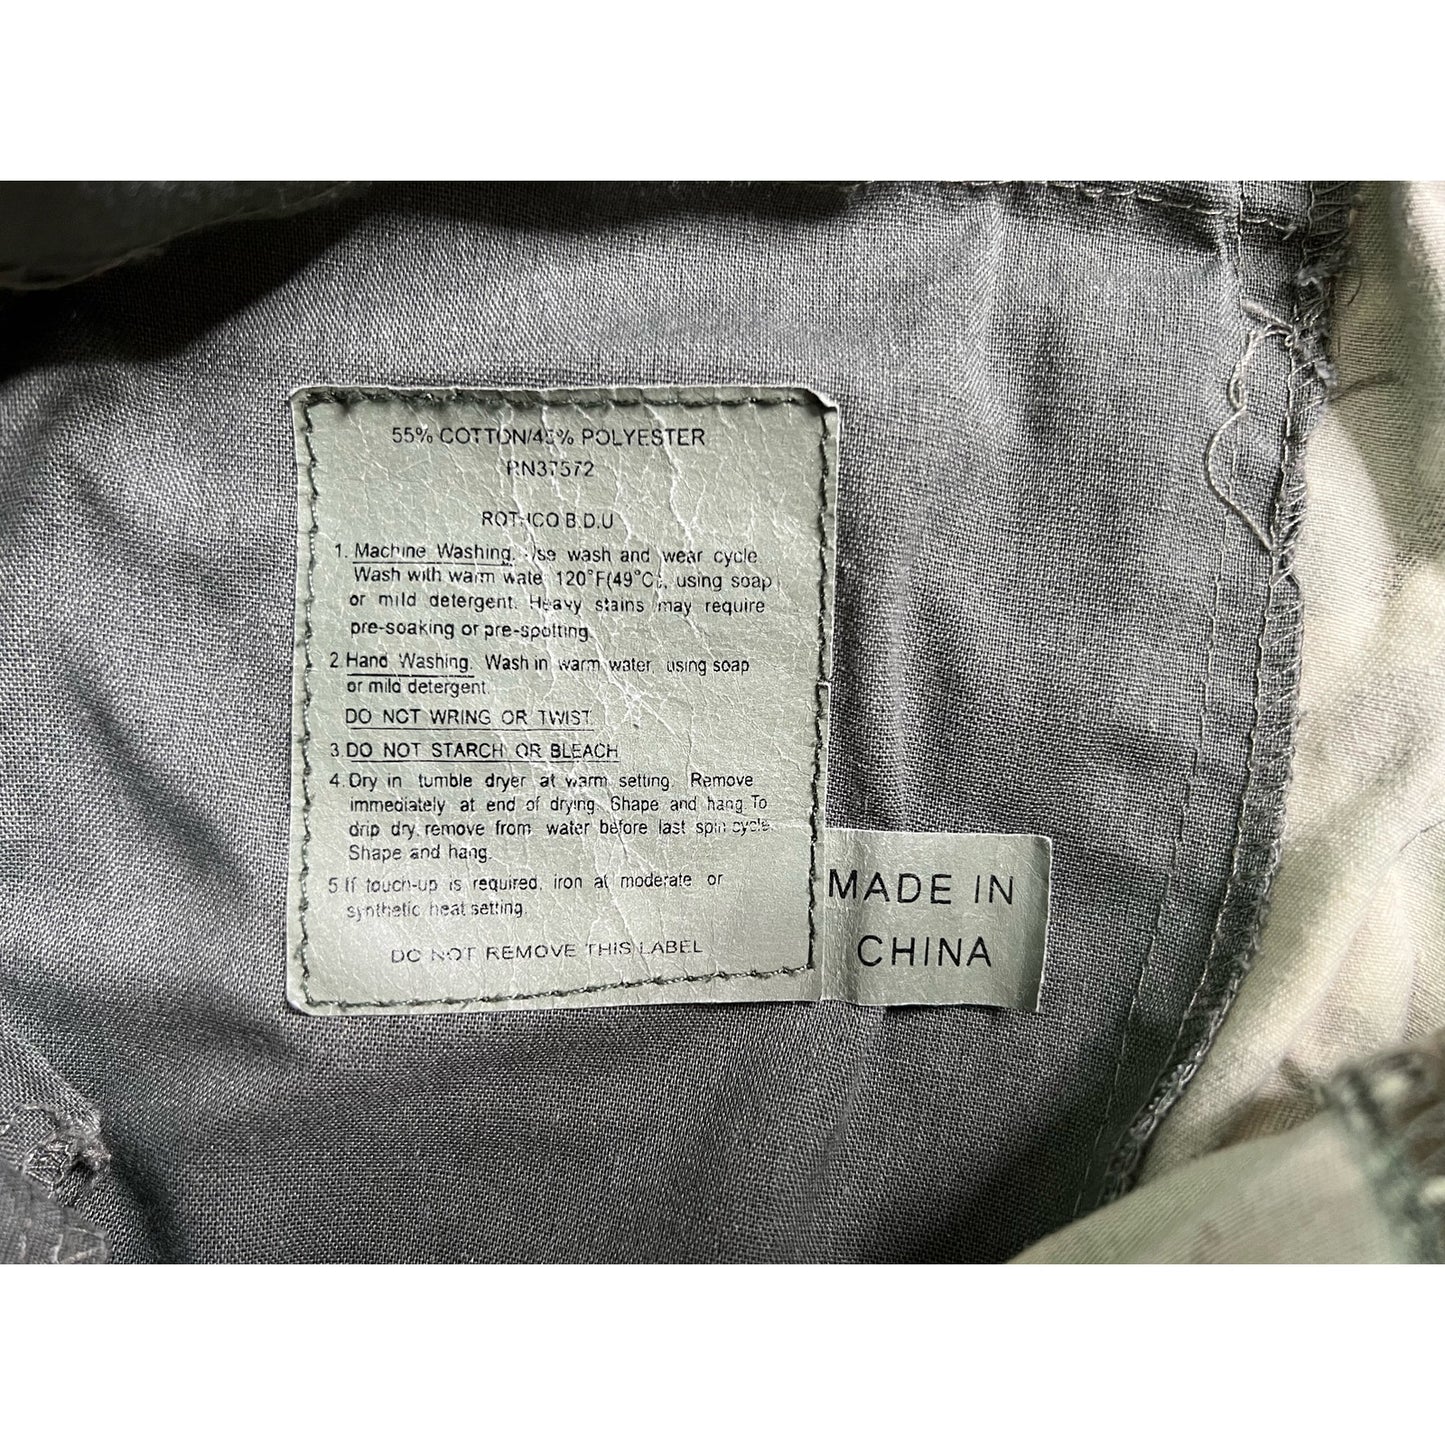 55% COTTON/45% POLYESTER
RN37572
ROTHCO B.D.U
1. Machine Washing. Use wash and wear cycle
Wash with warm wate 120°F(49°C), using soap
or mild detergent. Heavy stains may require
pre-soaking or pre-spotting.
2. Hand Washing. Wash in warm water, using soap
or mild detergent.
DO NOT WRING OR TWIST.
3. DO NOT STARCH OR BLEACH
4. Dry in tumble dryer at warm setting. Remove
immediately at end of drying. Shape and hang. To
drip dry, remove from water before last spin cycle.
Shape and hang.
5. If touch-up is required, iron at moderate or
synthetic heat setting.
DO NOT REMOVE THIS LABEL
MADE IN
CHINA